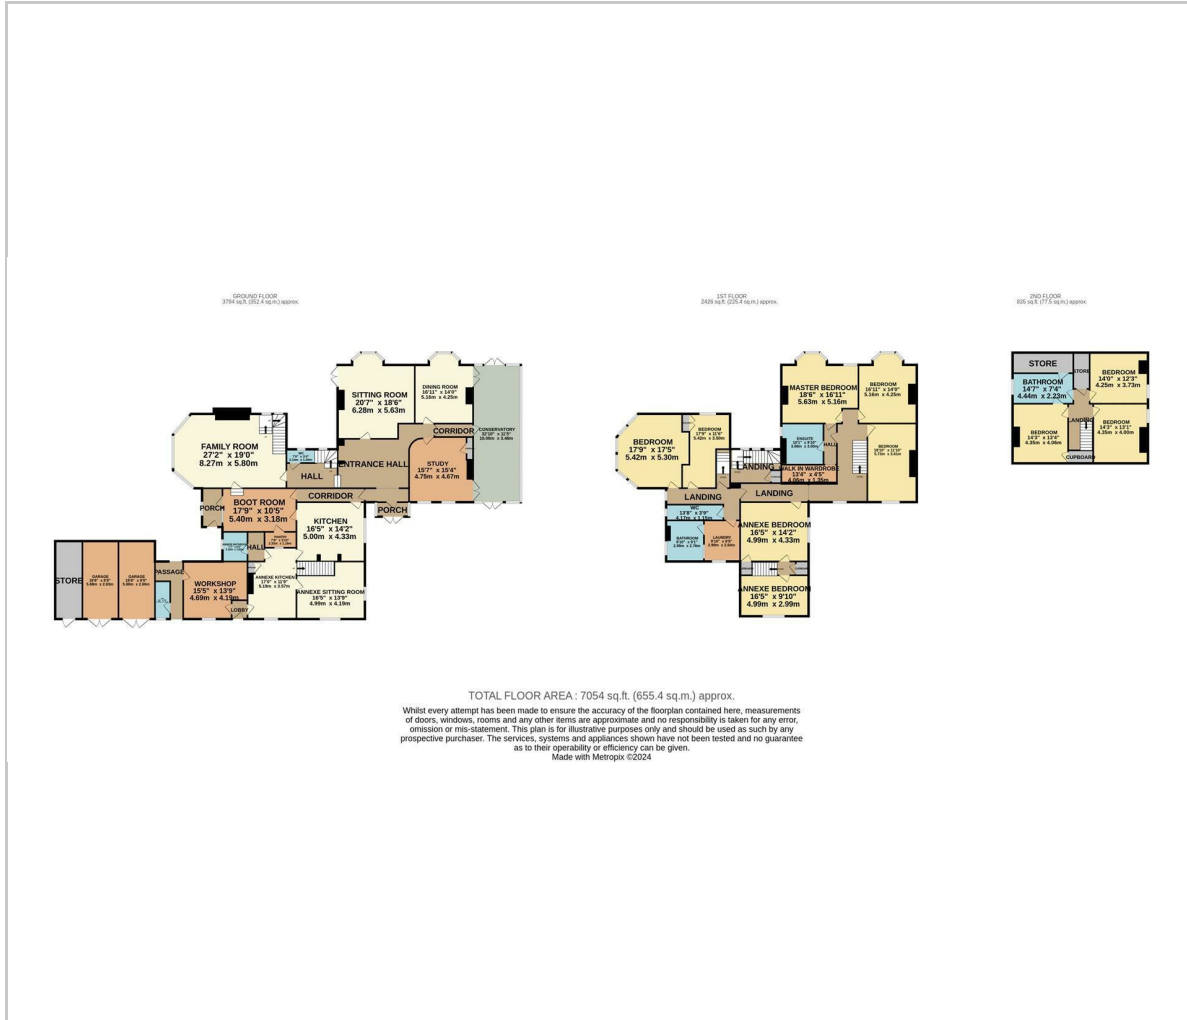 GROUND FLOOR
3794 sq.ft. (352.4 sq.m.) approx.
SITTING ROOM
20'7" x 18'6"
6.28m x 5.63m
DINING ROOM
16'11" x 14'0"
5.16m x 4.25m
CONSERVATORY
CORRIDOR
FAMILY ROOM
27'2" x 19'0"
8.27m x 5.80m
WC
HALL
ENTRANCE HALL
STUDY
15'7" x 15'4"
4.75m x 4.67m
PORCH
BOOT ROOM
17'9" x 10'5"
5.40m x 3.18m
CORRIDOR
PORCH
KITCHEN
16'5" x 14'2"
5.00m x 4.33m
HALL
PANTRY
STORE
GARAGE
GARAGE
PASSAGE
WORKSHOP
15'5" x 13'9"
4.69m x 4.19m
LOBBY
ANNEXE KITCHEN
ANNEXE SITTING ROOM
16'5" x 13'9"
4.99m x 4.19m
1ST FLOOR
2426 sq.ft. (225.4 sq.m.) approx.
MASTER BEDROOM
18'6" x 16'11"
5.63m x 5.16m
BEDROOM
16'11" x 14'0"
5.16m x 4.25m
BEDROOM
17'9" x 17'5"
5.42m x 5.30m
BEDROOM
ENSUITE
HALL
BEDROOM
LANDING
WALK IN WARDROBE
13'4" x 4'5"
4.06m x 1.35m
LANDING
LANDING
WC
13'8" x 3'9"
4.17m x 1.15m
BATHROOM
LAUNDRY
ANNEXE BEDROOM
16'5" x 14'2"
4.99m x 4.33m
ANNEXE BEDROOM
16'5" x 9'10"
4.99m x 2.99m
2ND FLOOR
835 sq.ft. (77.5 sq.m.) approx.
STORE
STORE
BEDROOM
14'0" x 12'3"
4.25m x 3.73m
BATHROOM
14'7" x 7'4"
4.44m x 2.23m
LANDING
BEDROOM
14'3" x 13'4"
4.35m x 4.06m
BEDROOM
14'3" x 13'1"
4.35m x 4.00m
CUPBOARD
TOTAL FLOOR AREA : 7054 sq.ft. (655.4 sq.m.) approx.
Whilst every attempt has been made to ensure the accuracy of the floorplan contained here, measurements
of doors, windows, rooms and any other items are approximate and no responsibility is taken for any error,
omission or mis-statement. This plan is for illustrative purposes only and should be used as such by any
prospective purchaser. The services, systems and appliances shown have not been tested and no guarantee
as to their operability or efficiency can be given.
Made with Metropix ©2024